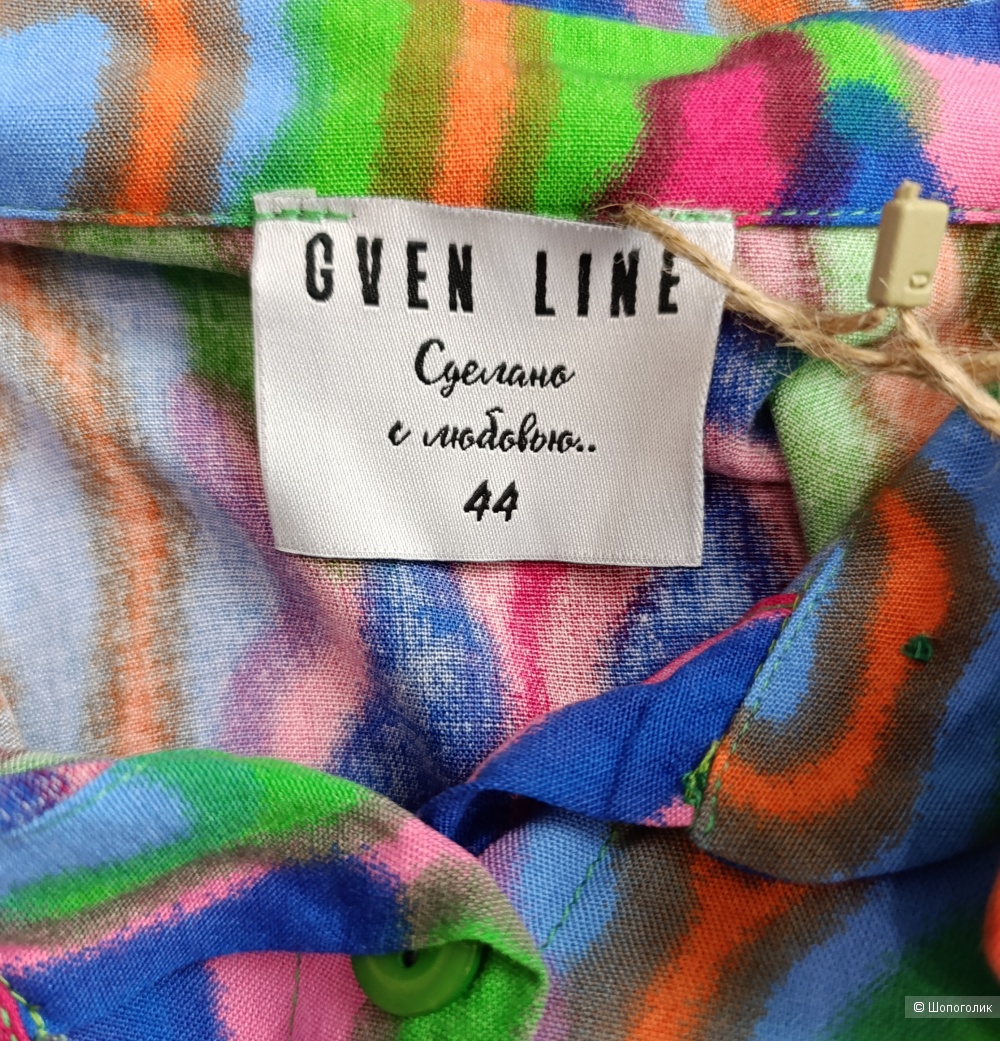 GVEN LINE
Сделано
с любовью..
44
© Шопоголик